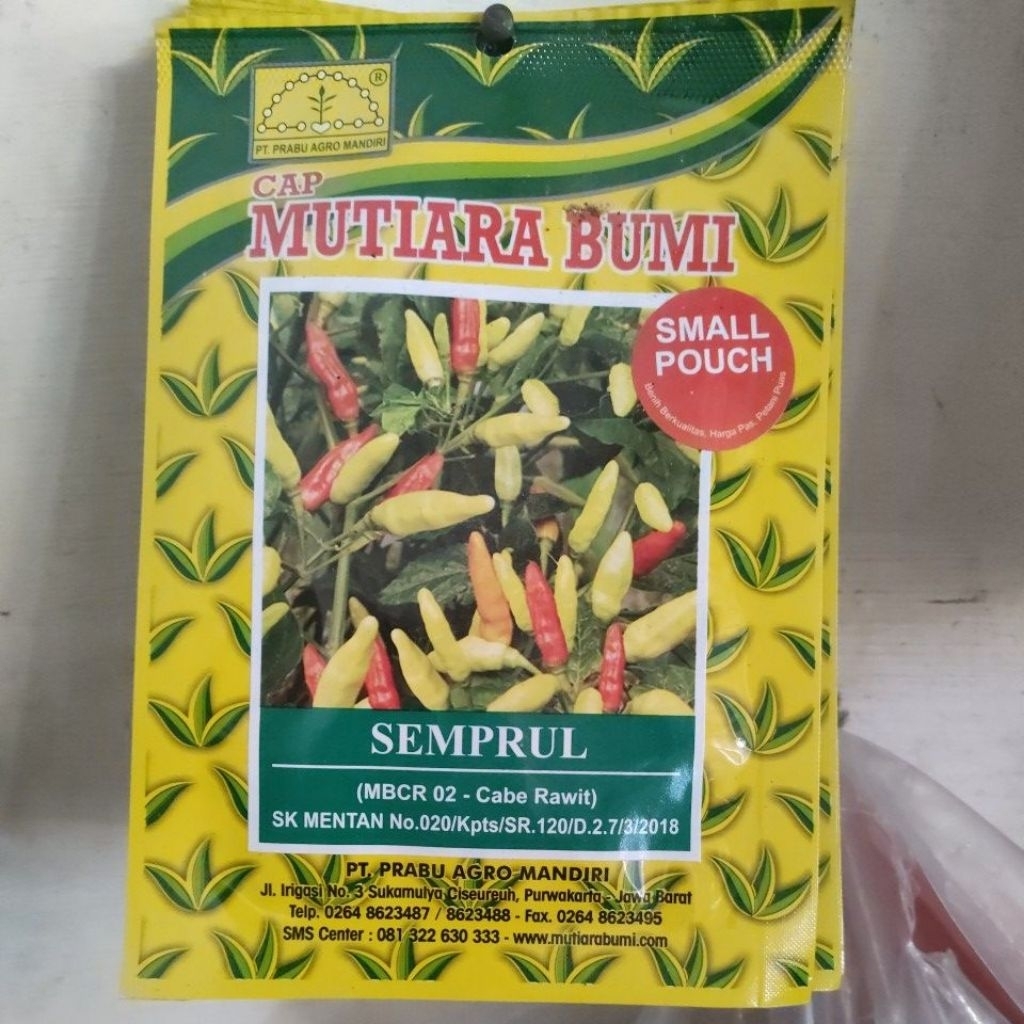 ®
PT. PRABU AGRO MANDIRI
CAP
MUTIARA BUMI
SMALL
POUCH
Benih Berkualitas, Harga Pas, Petani Puas
SEMPRUL
(MBCR 02 - Cabe Rawit)
SK MENTAN No.020/Kpts/SR.120/D.2.7/3/2018
PT. PRABU AGRO MANDIRI
Jl. Irigasi No. 3 Sukamulya Ciseureuh, Purwakarta - Jawa Barat
Telp. 0264 8623487 / 8623488 - Fax. 0264 8623495
SMS Center : 081 322 630 333 - www.mutiarabumi.com